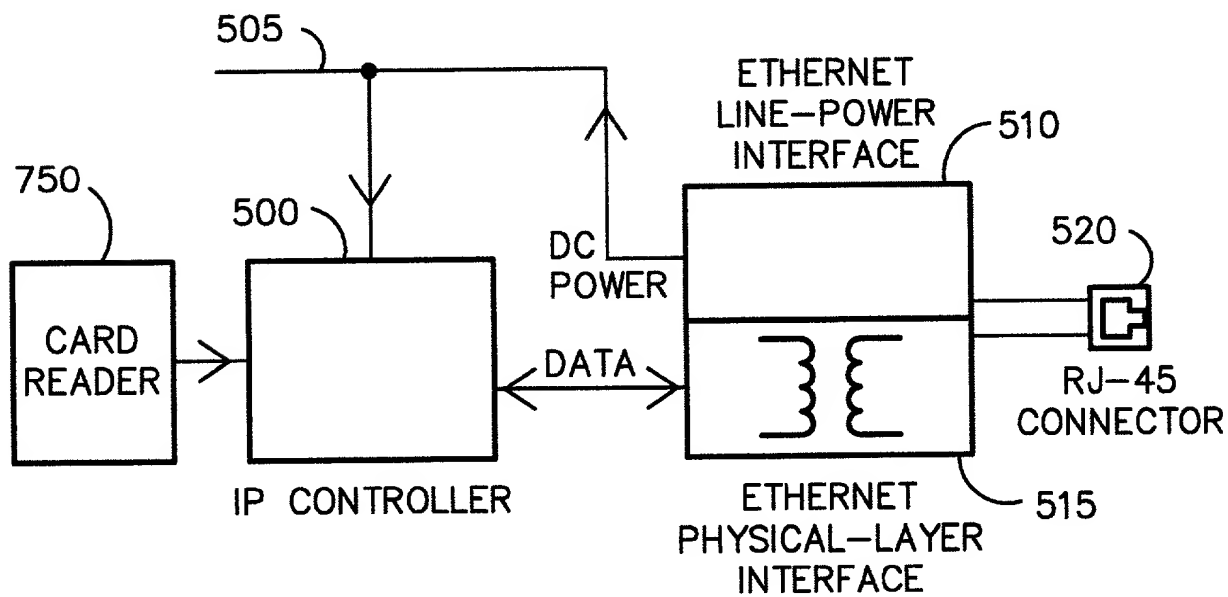 505
ETHERNET
LINE-POWER
INTERFACE
510
750
500
520
DC
POWER
CARD
READER
DATA
RJ-45
CONNECTOR
IP CONTROLLER
ETHERNET
PHYSICAL-LAYER
INTERFACE
515